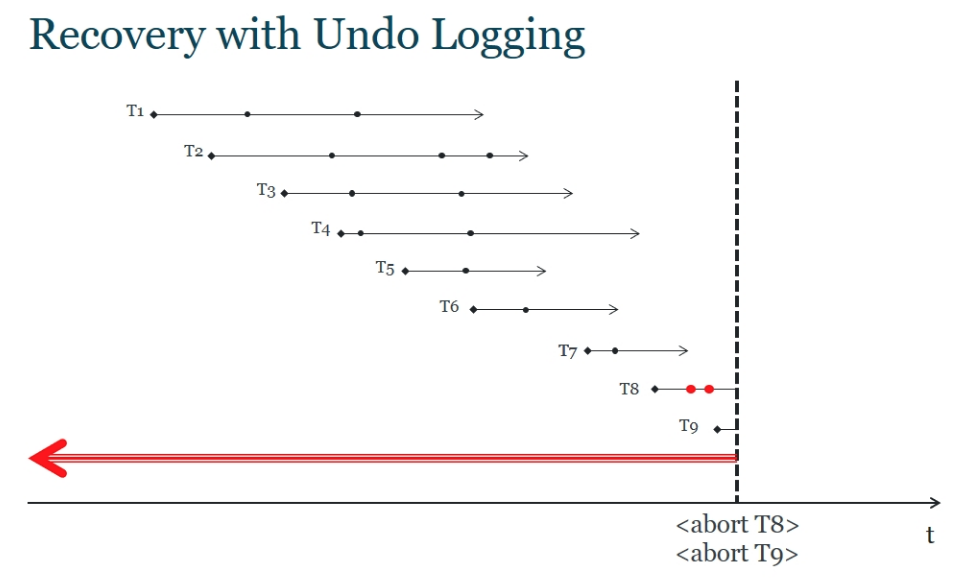 Recovery with Undo Logging
T1
T2
T3
T4
T5
T6
T7
T8
T9
<abort T8>
<abort T9>
t